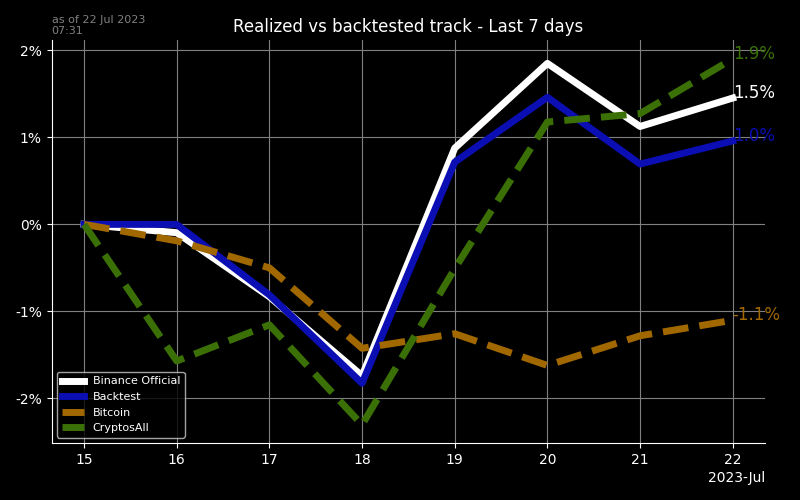 as of 22 Jul 2023
07:31
Realized vs backtested track - Last 7 days
2%
1%
0%
-1%
-2%
1.9%
1.5%
1.0%
-1.1%
Binance Official
Backtest
Bitcoin
CryptosAll
15 16 17 18 19 20 21 22
2023-Jul